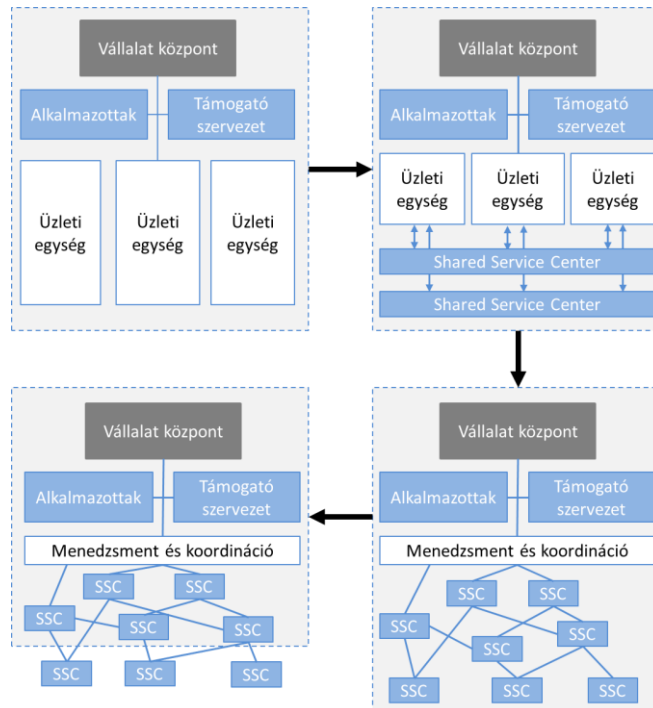 Vállalat központ
Alkalmazottak
Támogató
szervezet
Üzleti
egység
Üzleti
egység
Üzleti
egység
Vállalat központ
Alkalmazottak
Támogató
szervezet
Üzleti
egység
Üzleti
egység
Üzleti
egység
Shared Service Center
Shared Service Center
Vállalat központ
Alkalmazottak
Támogató
szervezet
Menedzsment és koordináció
SSC
SSC
SSC
SSC
SSC
SSC
SSC
SSC
Vállalat központ
Alkalmazottak
Támogató
szervezet
Menedzsment és koordináció
SSC
SSC
SSC
SSC
SSC
SSC
SSC
SSC